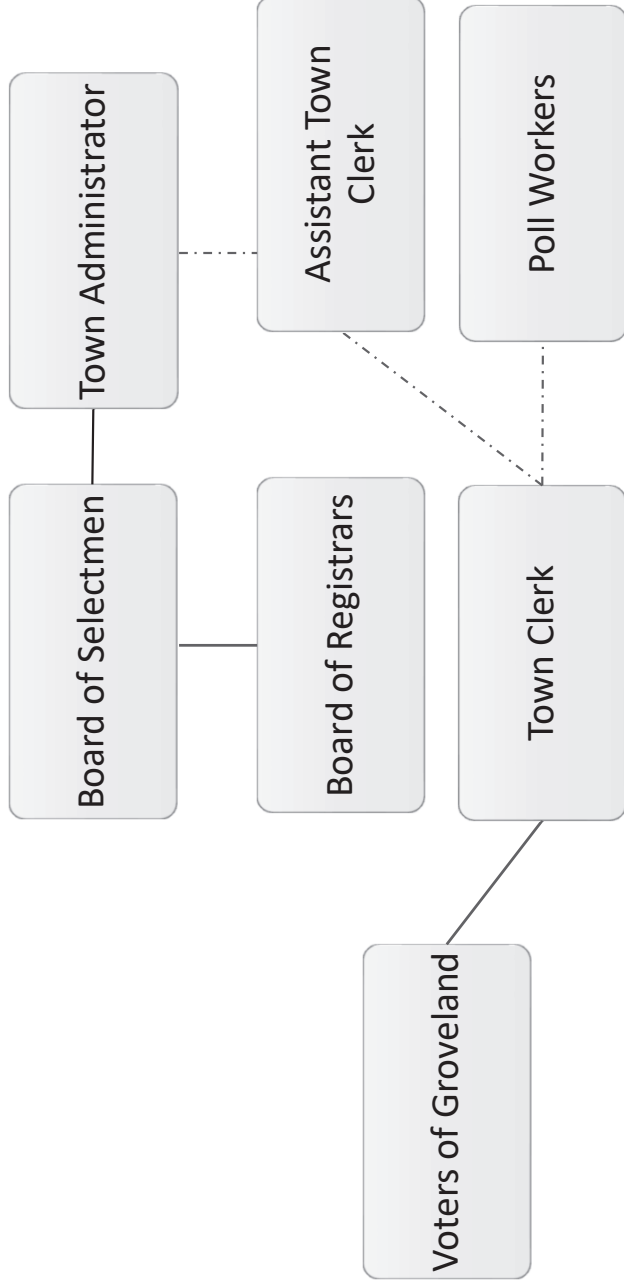 Voters of Groveland
Board of Selectmen
Board of Registrars
Town Clerk
Town Administrator
Assistant Town
Clerk
Poll Workers